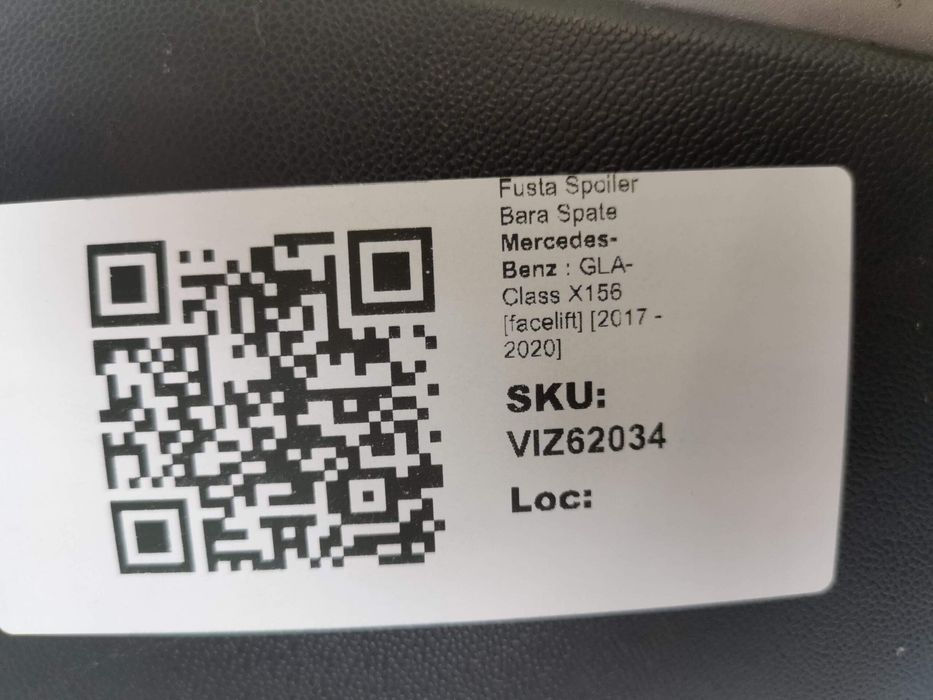 Fusta Spoiler
Bara Spate
Mercedes-
Benz : GLA-
Class X156
[facelift] [2017 -
2020]
SKU:
VIZ62034
Loc: